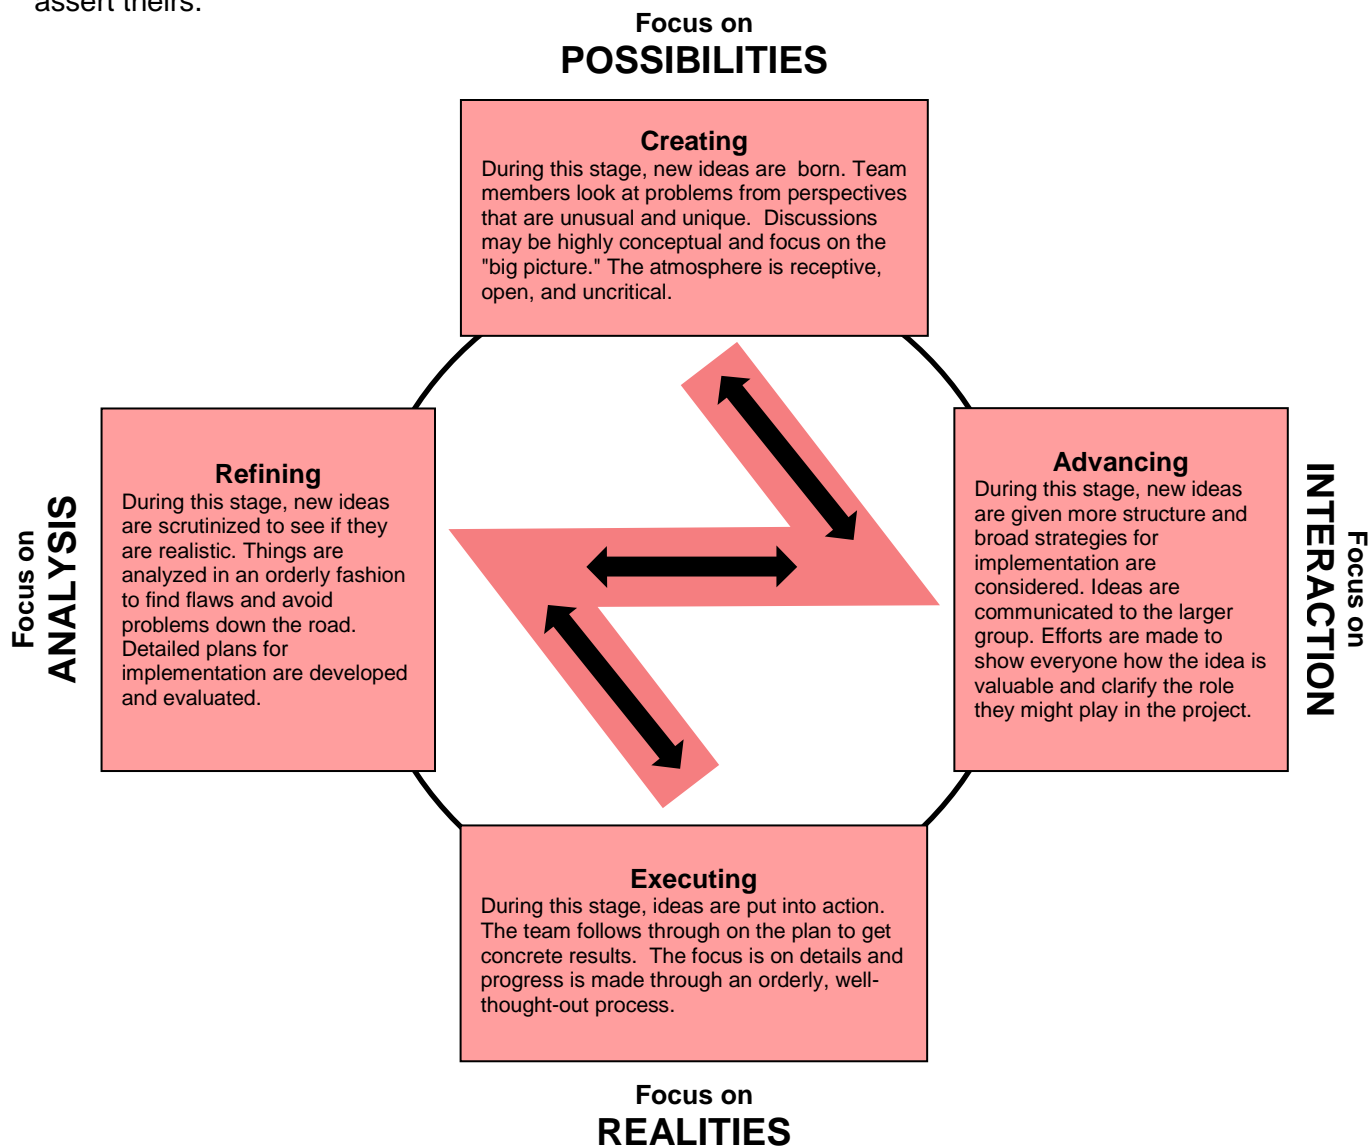 assert theirs.
Focus on
POSSIBILITIES
Creating
During this stage, new ideas are  born. Team
members look at problems from perspectives
that are unusual and unique.  Discussions
may be highly conceptual and focus on the
"big picture." The atmosphere is receptive,
open, and uncritical.
Focus on
ANALYSIS
Refining
During this stage, new ideas
are scrutinized to see if they
are realistic. Things are
analyzed in an orderly fashion
to find flaws and avoid
problems down the road.
Detailed plans for
implementation are developed
and evaluated.
Advancing
During this stage, new ideas
are given more structure and
broad strategies for
implementation are
considered. Ideas are
communicated to the larger
group. Efforts are made to
show everyone how the idea is
valuable and clarify the role
they might play in the project.
Focus on
INTERACTION
Executing
During this stage, ideas are put into action.
The team follows through on the plan to get
concrete results.  The focus is on details and
progress is made through an orderly, well-
thought-out process.
Focus on
REALITIES